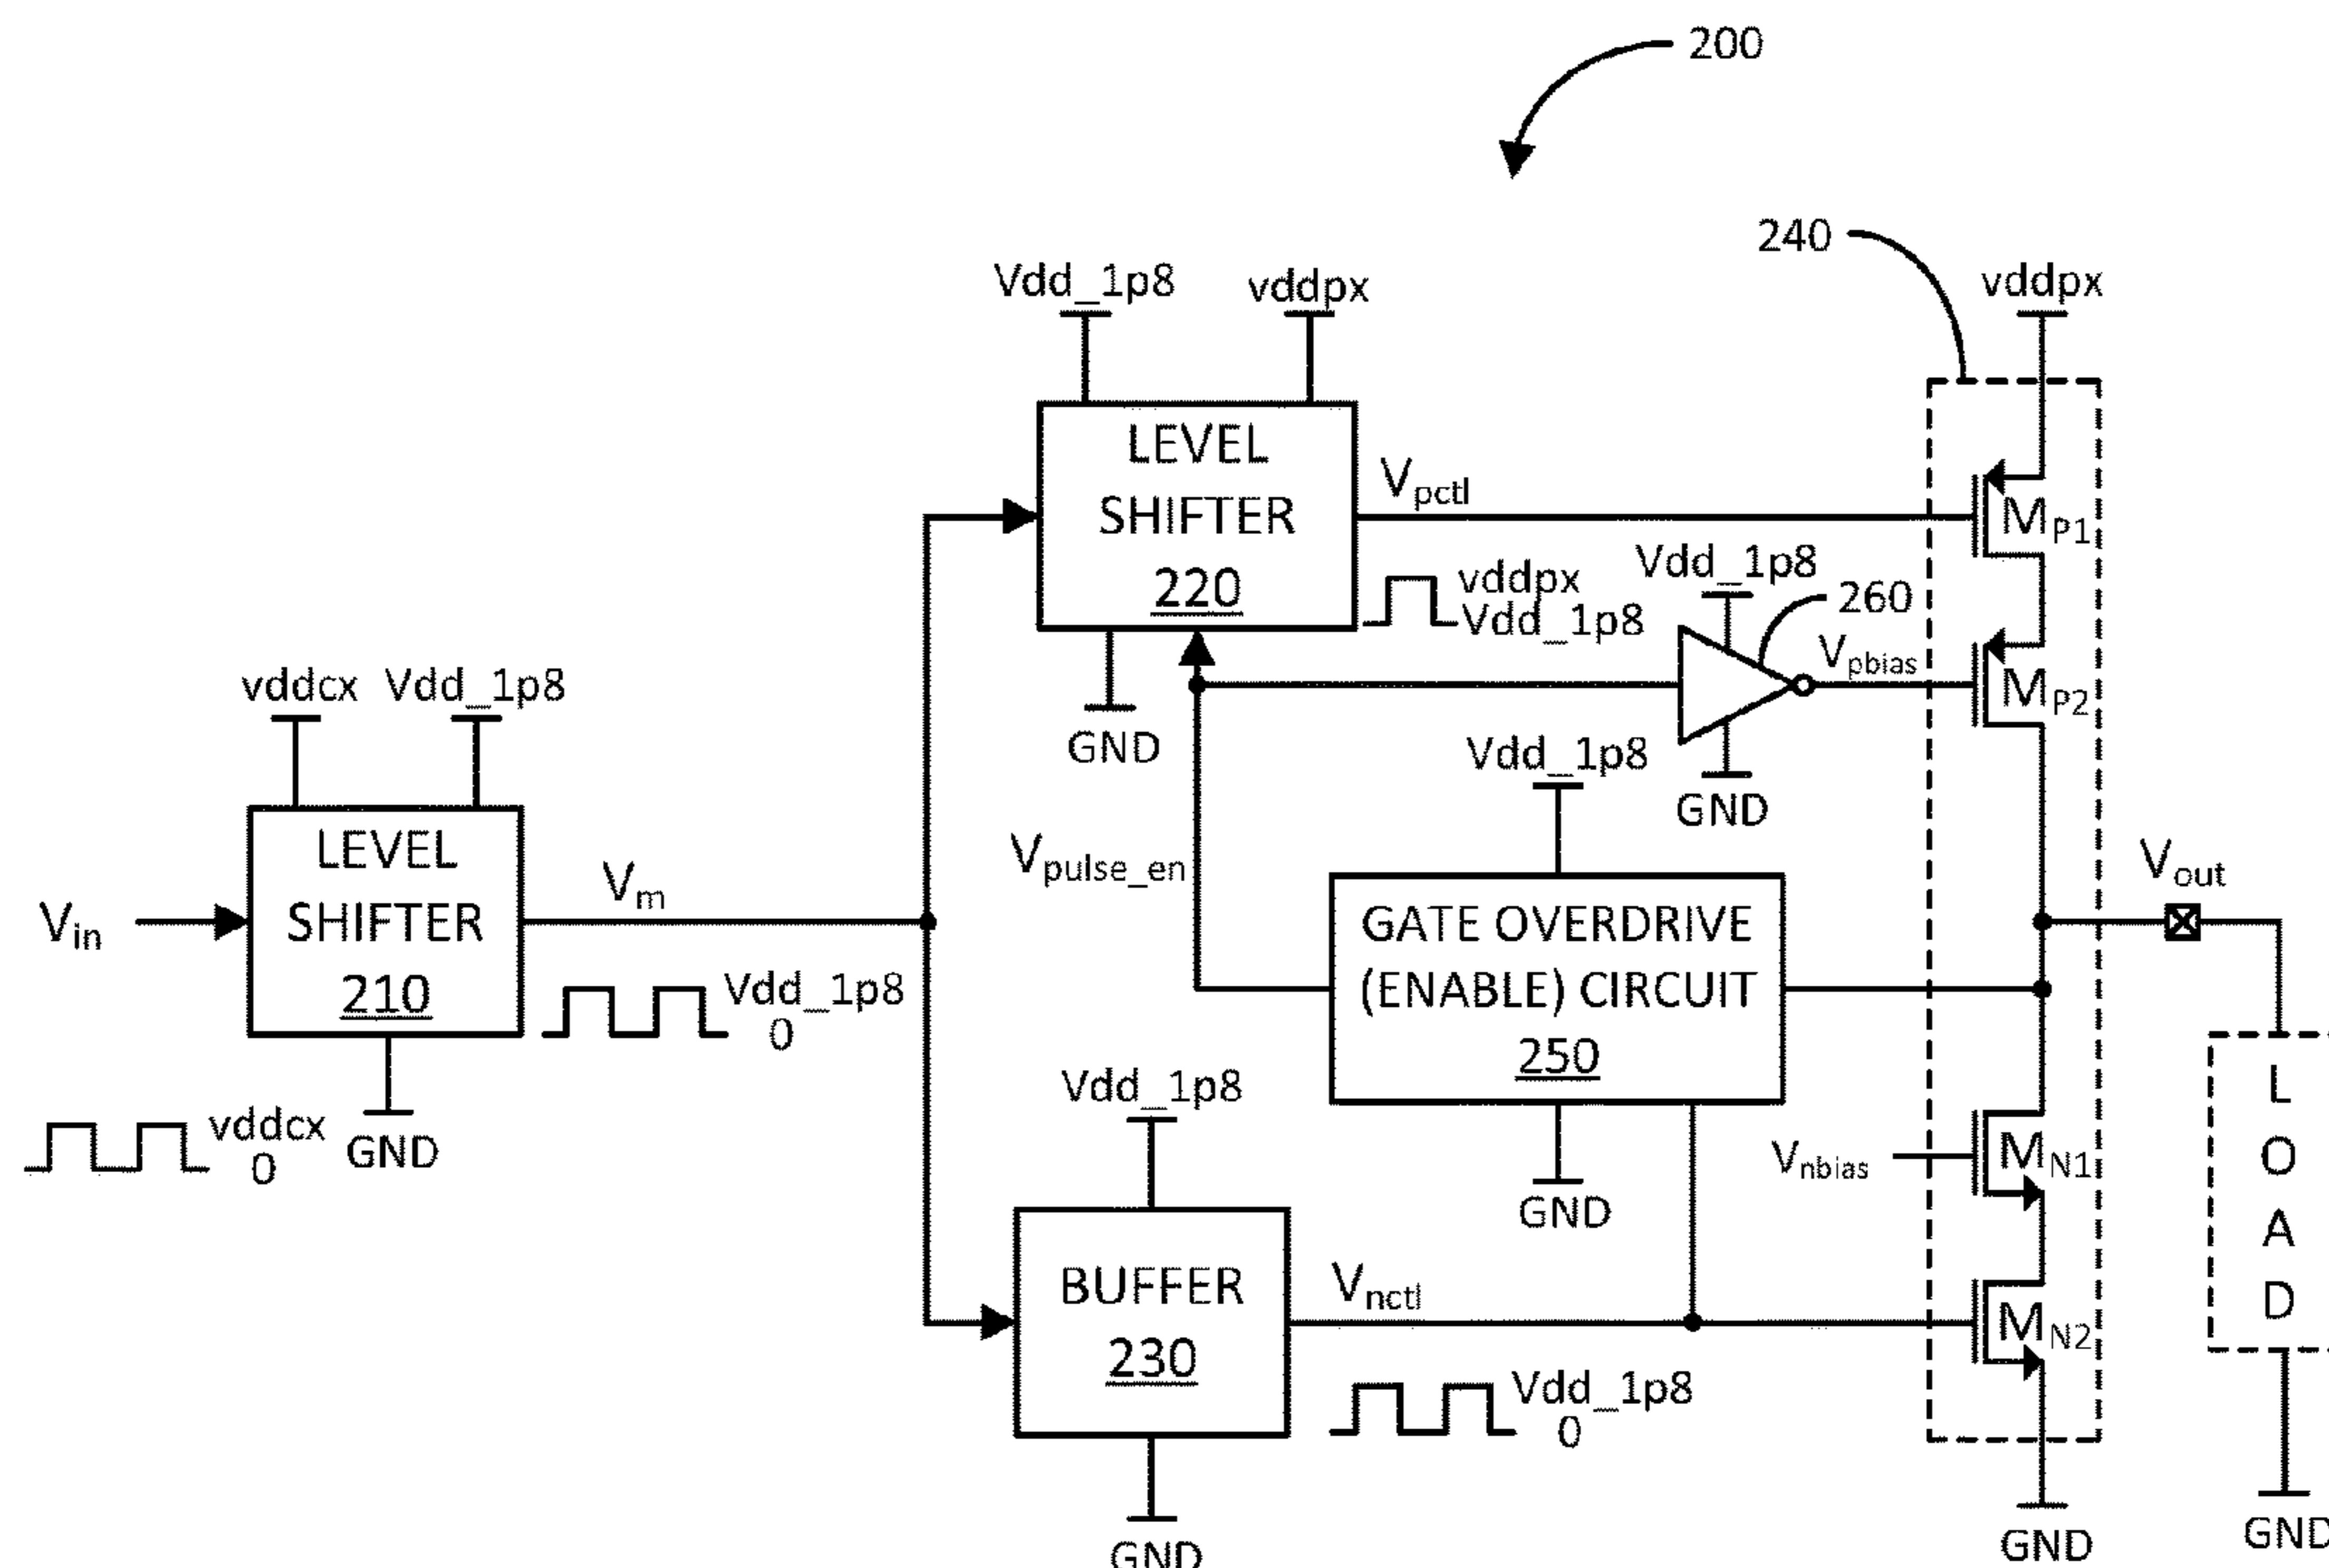 200
240
Vdd_1p8
vddpx
vddpx
LEVEL
SHIFTER
220
Vpctl
MP1
vddpx
Vdd_1p8
Vdd_1p8
260
Vpbias
MP2
GND
GND
vddcx
Vdd_1p8
Vdd_1p8
Vpulse_en
LEVEL
SHIFTER
210
Vin
Vm
Vdd_1p8
0
GATE OVERDRIVE
(ENABLE) CIRCUIT
250
Vout
vddcx
0
GND
Vdd_1p8
GND
Vnbias
MN1
LOAD
BUFFER
230
Vnctl
MN2
Vdd_1p8
0
GND
GND
GND